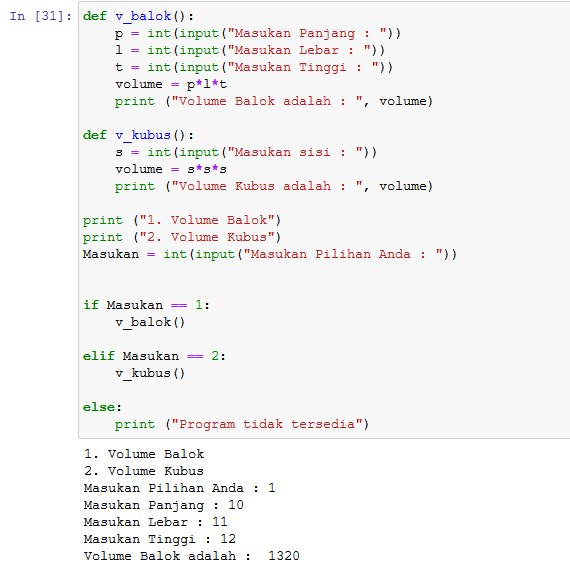 In [31]: def v_balok():
    p = int(input("Masukan Panjang : "))
    l = int(input("Masukan Lebar : "))
    t = int(input("Masukan Tinggi : "))
    volume = p*l*t
    print ("Volume Balok adalah : ", volume)
def v_kubus():
    s = int(input("Masukan sisi : "))
    volume = s*s*s
    print ("Volume Kubus adalah : ", volume)
print ("1. Volume Balok")
print ("2. Volume Kubus")
Masukan = int(input("Masukan Pilihan Anda : "))
if Masukan == 1:
    v_balok()
elif Masukan == 2:
    v_kubus()
else:
    print ("Program tidak tersedia")
1. Volume Balok
2. Volume Kubus
Masukan Pilihan Anda : 1
Masukan Panjang : 10
Masukan Lebar : 11
Masukan Tinggi : 12
Volume Balok adalah :  1320